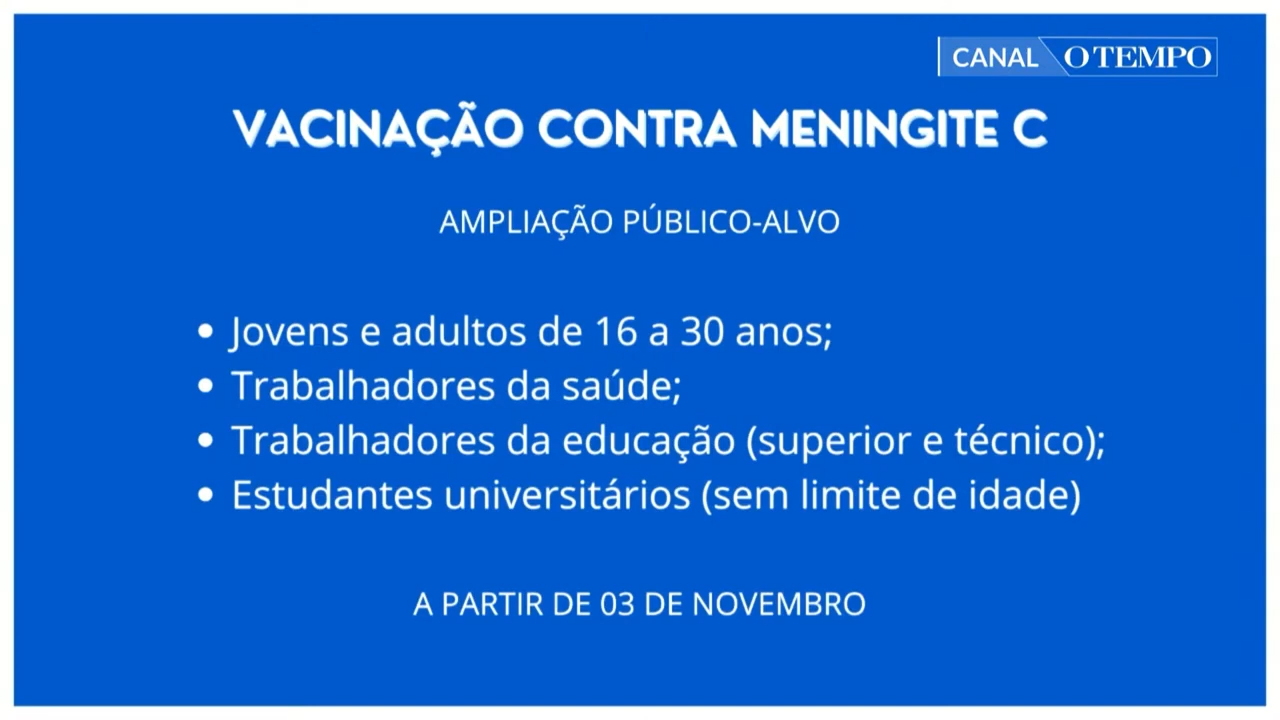 CANAL O TEMPO
VACINAÇÃO CONTRA MENINGITE C
AMPLIAÇÃO PÚBLICO-ALVO
• Jovens e adultos de 16 a 30 anos;
• Trabalhadores da saúde;
• Trabalhadores da educação (superior e técnico);
• Estudantes universitários (sem limite de idade)
A PARTIR DE 03 DE NOVEMBRO